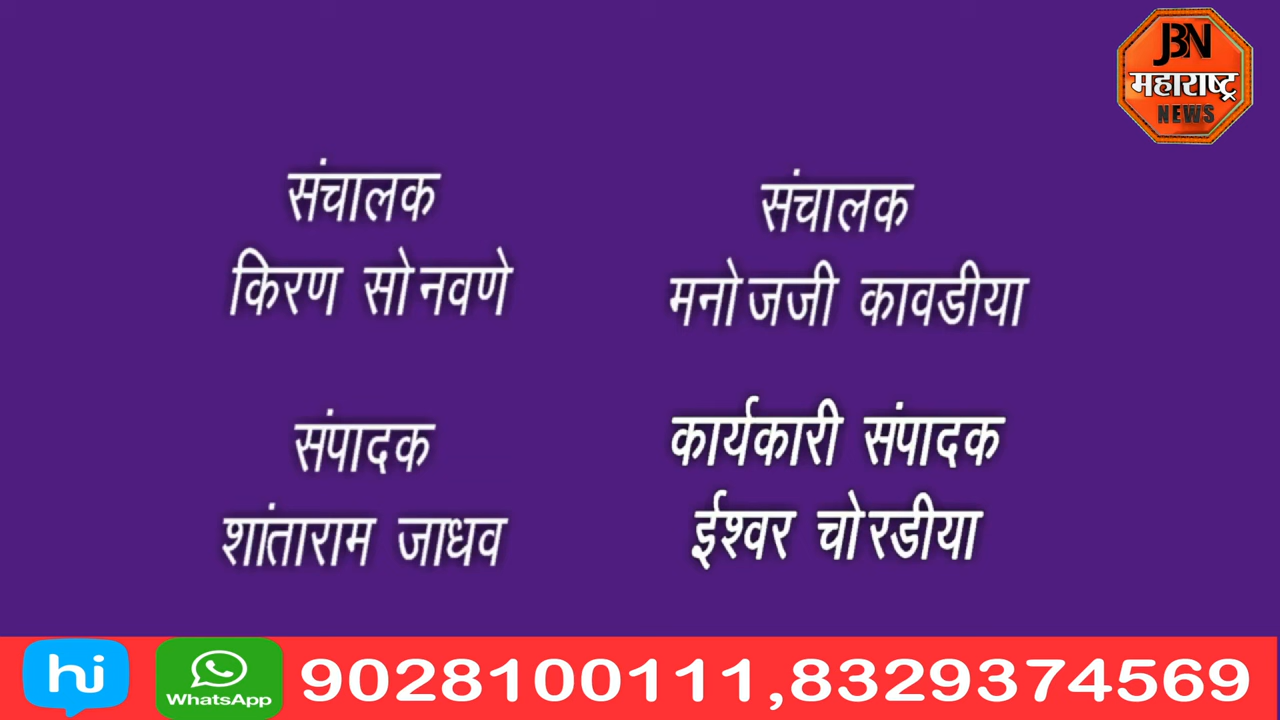 JBN
महाराष्ट्र
NEWS
संचालक
किरण सोनवणे
संचालक
मनोजजी कावडीया
संपादक
शांताराम जाधव
कार्यकारी संपादक
ईश्वर चोरडीया
hi
WhatsApp
9028100111,8329374569